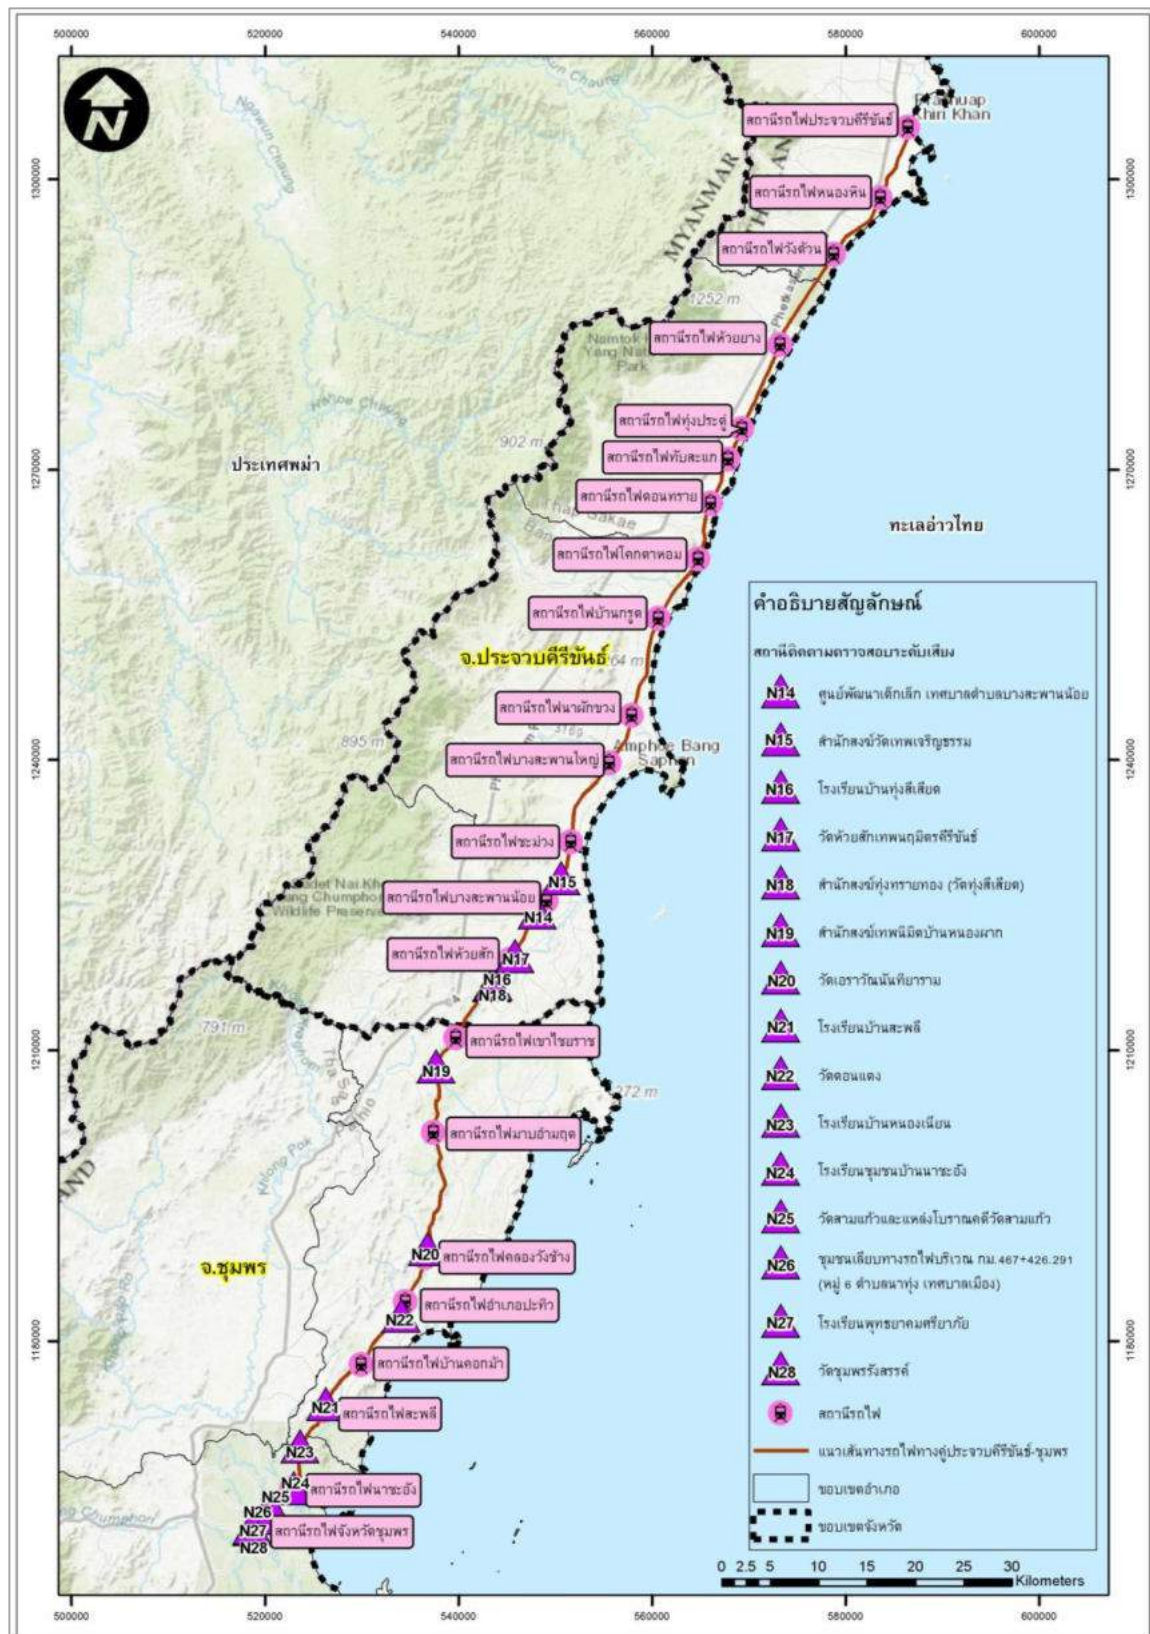 500000 520000 540000 560000 580000 600000
N
Ngawun Chaung
Prachuap
Khiri Khan
สถานีรถไฟประจวบคีรีขันธ์
1300000
1300000
สถานีรถไฟหนองหิน
MYANMAR
สถานีรถไฟวังด้วน
1252 m
สถานีรถไฟห้วยยาง
Park
สถานีรถไฟทุ่งประดู่
902 m
สถานีรถไฟทับสะแก
ประเทศพม่า
1270000
1270000
สถานีรถไฟดอนทราย
Thap Sakae
ทะเลอ่าวไทย
สถานีรถไฟโคกตาหอม
สถานีรถไฟบ้านกรูด
จ.ประจวบคีรีขันธ์
สถานีรถไฟนาผักขวง
895 m
Amphoe Bang
Saphan
สถานีรถไฟบางสะพานใหญ่
1240000
1240000
สถานีรถไฟชะม่วง
N15
สถานีรถไฟบางสะพานน้อย
Wildlife Preserve
N14
สถานีรถไฟห้วยสัก
N17
N16
N18
4
791 m
สถานีรถไฟเขาไชยราช
1210000
1210000
N19
272 m
สถานีรถไฟมาบอำมฤต
Khlong Pok
N20
สถานีรถไฟคลองวังช้าง
จ.ชุมพร
สถานีรถไฟอำเภอปะทิว
N22
1180000
1180000
สถานีรถไฟบ้านคอกม้า
N21
สถานีรถไฟสะพลี
N23
N24
สถานีรถไฟนาชะอัง
N25
N26
N27
สถานีรถไฟจังหวัดชุมพร
N28
คำอธิบายสัญลักษณ์
สถานีติดตามตรวจสอบระดับเสียง
N14 ศูนย์พัฒนาเด็กเล็ก เทศบาลตำบลบางสะพานน้อย
N15 สำนักสงฆ์วัดเทพเจริญธรรม
N16 โรงเรียนบ้านทุ่งสีเสียด
N17 วัดห้วยสักเทพนฤมิตรคีรีขันธ์
N18 สำนักสงฆ์ทุ่งทรายทอง (วัดทุ่งสีเสียด)
N19 สำนักสงฆ์เทพนิมิตบ้านหนองผาก
N20 วัดเอราวัณนันทิยาราม
N21 โรงเรียนบ้านสะพลี
N22 วัดดอนแตง
N23 โรงเรียนบ้านหนองเนียน
N24 โรงเรียนชุมชนบ้านนาชะอัง
N25 วัดสามแก้วและแหล่งโบราณคดีวัดสามแก้ว
N26 ชุมชนเลียบทางรถไฟบริเวณ กม.467+426.291
(หมู่ 6 ตำบลนาทุ่ง เทศบาลเมือง)
N27 โรงเรียนพุทธยาคมศรียาภัย
N28 วัดชุมพรรังสรรค์
สถานีรถไฟ
แนวเส้นทางรถไฟทางคู่ประจวบคีรีขันธ์-ชุมพร
ขอบเขตอำเภอ
ขอบเขตจังหวัด
0 2.5 5 10 15 20 25 30
Kilometers
500000 520000 540000 560000 580000 600000